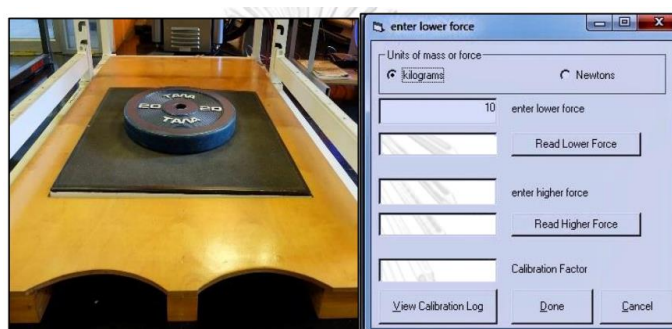 TANA
20 20
TANA
enter lower force
Units of mass or force
kilograms
Newtons
10
enter lower force
Read Lower Force
enter higher force
Read Higher Force
Calibration Factor
View Calibration Log
Done
Cancel